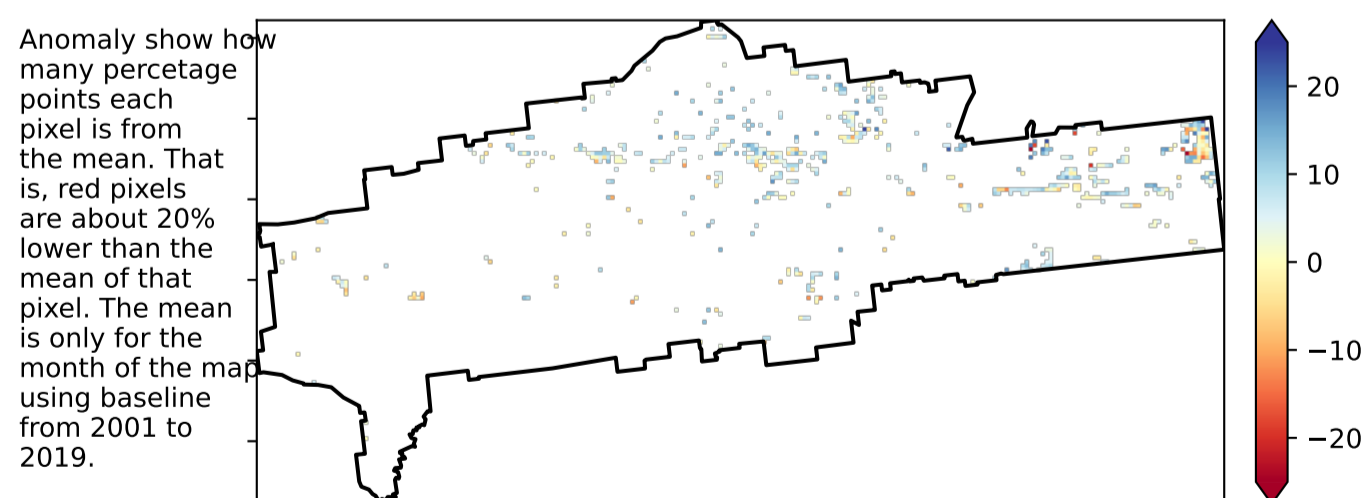 Anomaly show how
many percetage
points each
pixel is from
the mean. That
is, red pixels
are about 20%
lower than the
mean of that
pixel. The mean
is only for the
month of the map
using baseline
from 2001 to
2019.
20
10
0
−10
−20